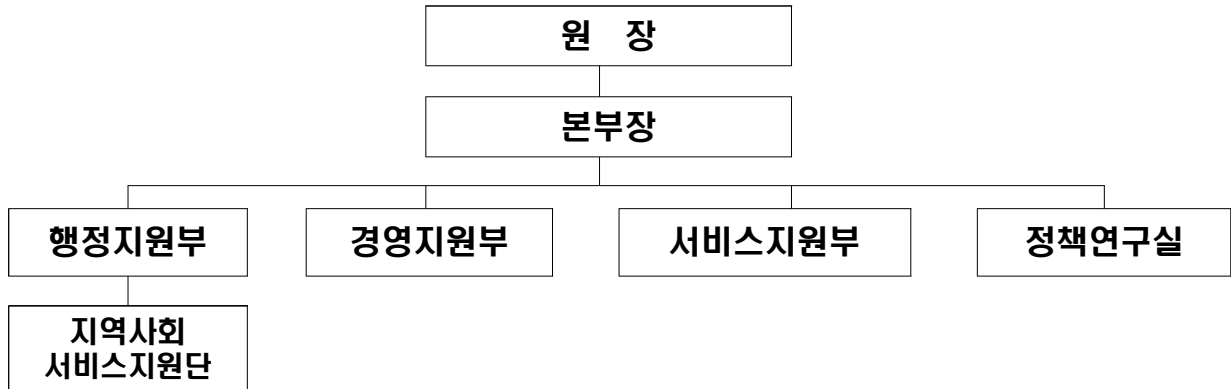 원 장
본부장
행정지원부
경영지원부
서비스지원부
정책연구실
지역사회
서비스지원단